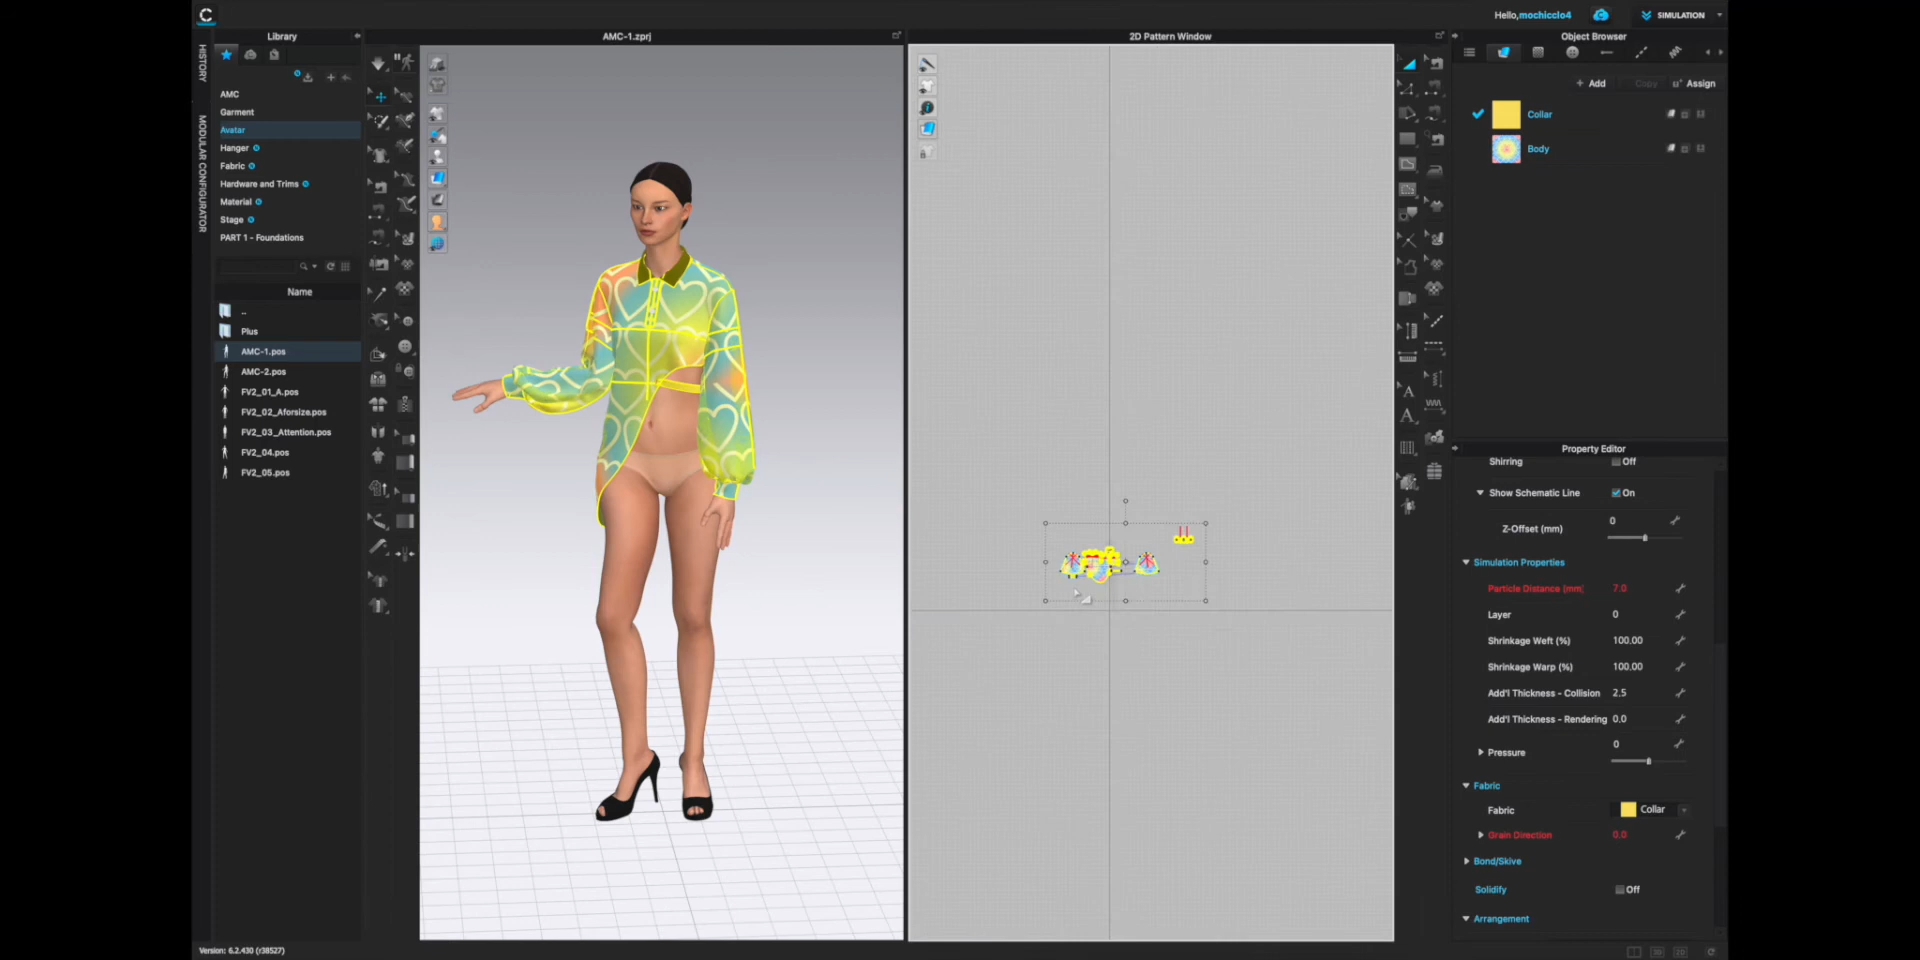 Hello,mochicclo4
SIMULATION
Library
AMC-1.zprj
2D Pattern Window
Object Browser
HISTORY
MODULAR CONFIGURATOR
AMC
Garment
Avatar
Hanger
Fabric
Hardware and Trims
Material
Stage
PART 1 - Foundations
Name
..
Plus
AMC-1.pos
AMC-2.pos
FV2_01_A.pos
FV2_02_Aforsize.pos
FV2_03_Attention.pos
FV2_04.pos
FV2_05.pos
+ Add
Copy
Assign
Collar
Body
Property Editor
Shirring
Off
Show Schematic Line
On
Z-Offset (mm)
0
Simulation Properties
Particle Distance (mm)
7.0
Layer
0
Shrinkage Weft (%)
100.00
Shrinkage Warp (%)
100.00
Add'l Thickness - Collision
2.5
Add'l Thickness - Rendering
0.0
Pressure
0
Fabric
Fabric
Collar
Grain Direction
0.0
Bond/Skive
Solidify
Off
Arrangement
Version: 6.2.430 (r38527)